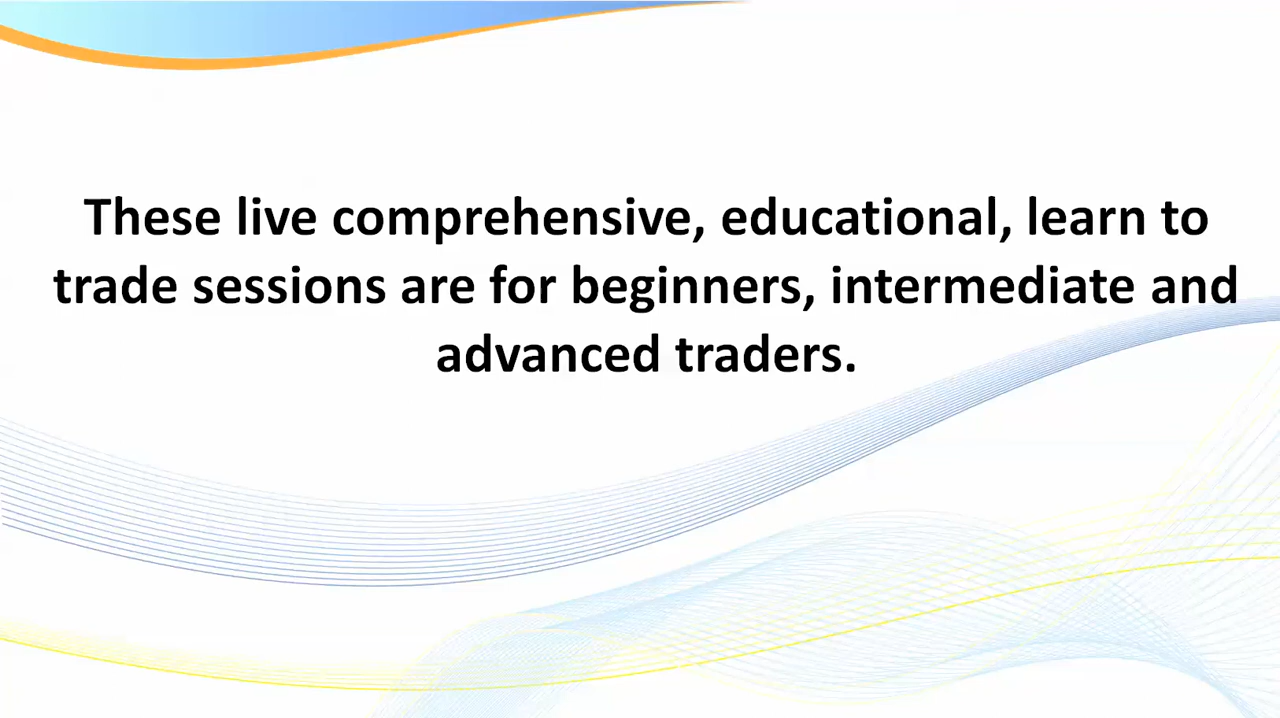 These live comprehensive, educational, learn to
trade sessions are for beginners, intermediate and
advanced traders.